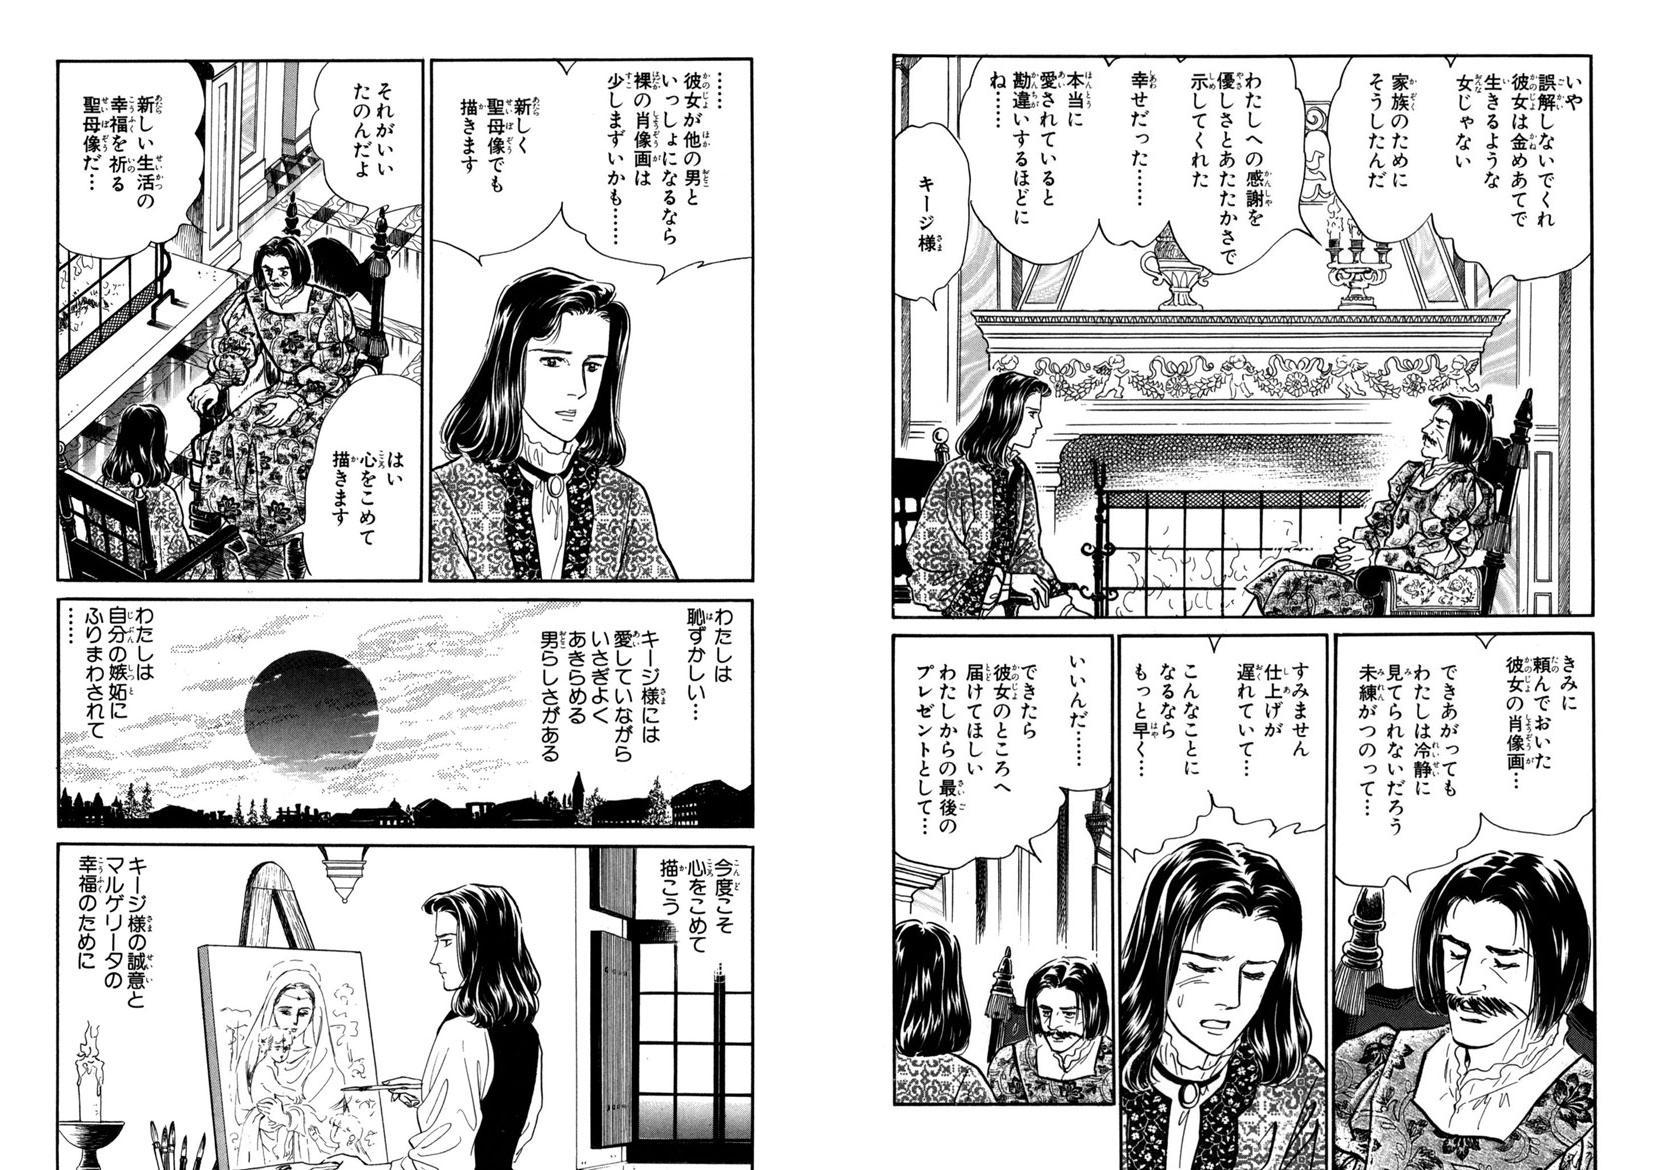 いや
誤解しないでくれ
彼女は金めあてで
生きるような
女じゃない
家族のために
そうしたんだ
わたしへの感謝を
優しさとあたたかさで
示してくれた
幸せだった……
本当に
愛されていると
勘違いするほどに
ね……
キージ様
きみに
頼んでおいた
彼女の肖像画…
できあがっても
わたしは冷静に
見てられないだろう
未練がつのって…
すみません
仕上げが
遅れていて…
こんなことに
なるなら
もっと早く…
いいんだ……
できたら
彼女のところへ
届けてほしい
わたしからの最後の
プレゼントとして…
……
彼女が他の男と
いっしょになるなら
裸の肖像画は
少しまずいかも……
新しく
聖母像でも
描きます
それがいい
たのんだよ
新しい生活の
幸福を祈る
聖母像だ…
はい
心をこめて
描きます
わたしは
恥ずかしい…
キージ様には
愛していながら
いさぎよく
あきらめる
男らしさがある
わたしは
自分の嫉妬に
ふりまわされて
……
今度こそ
心をこめて
描こう
キージ様の誠意と
マルゲリータの
幸福のために